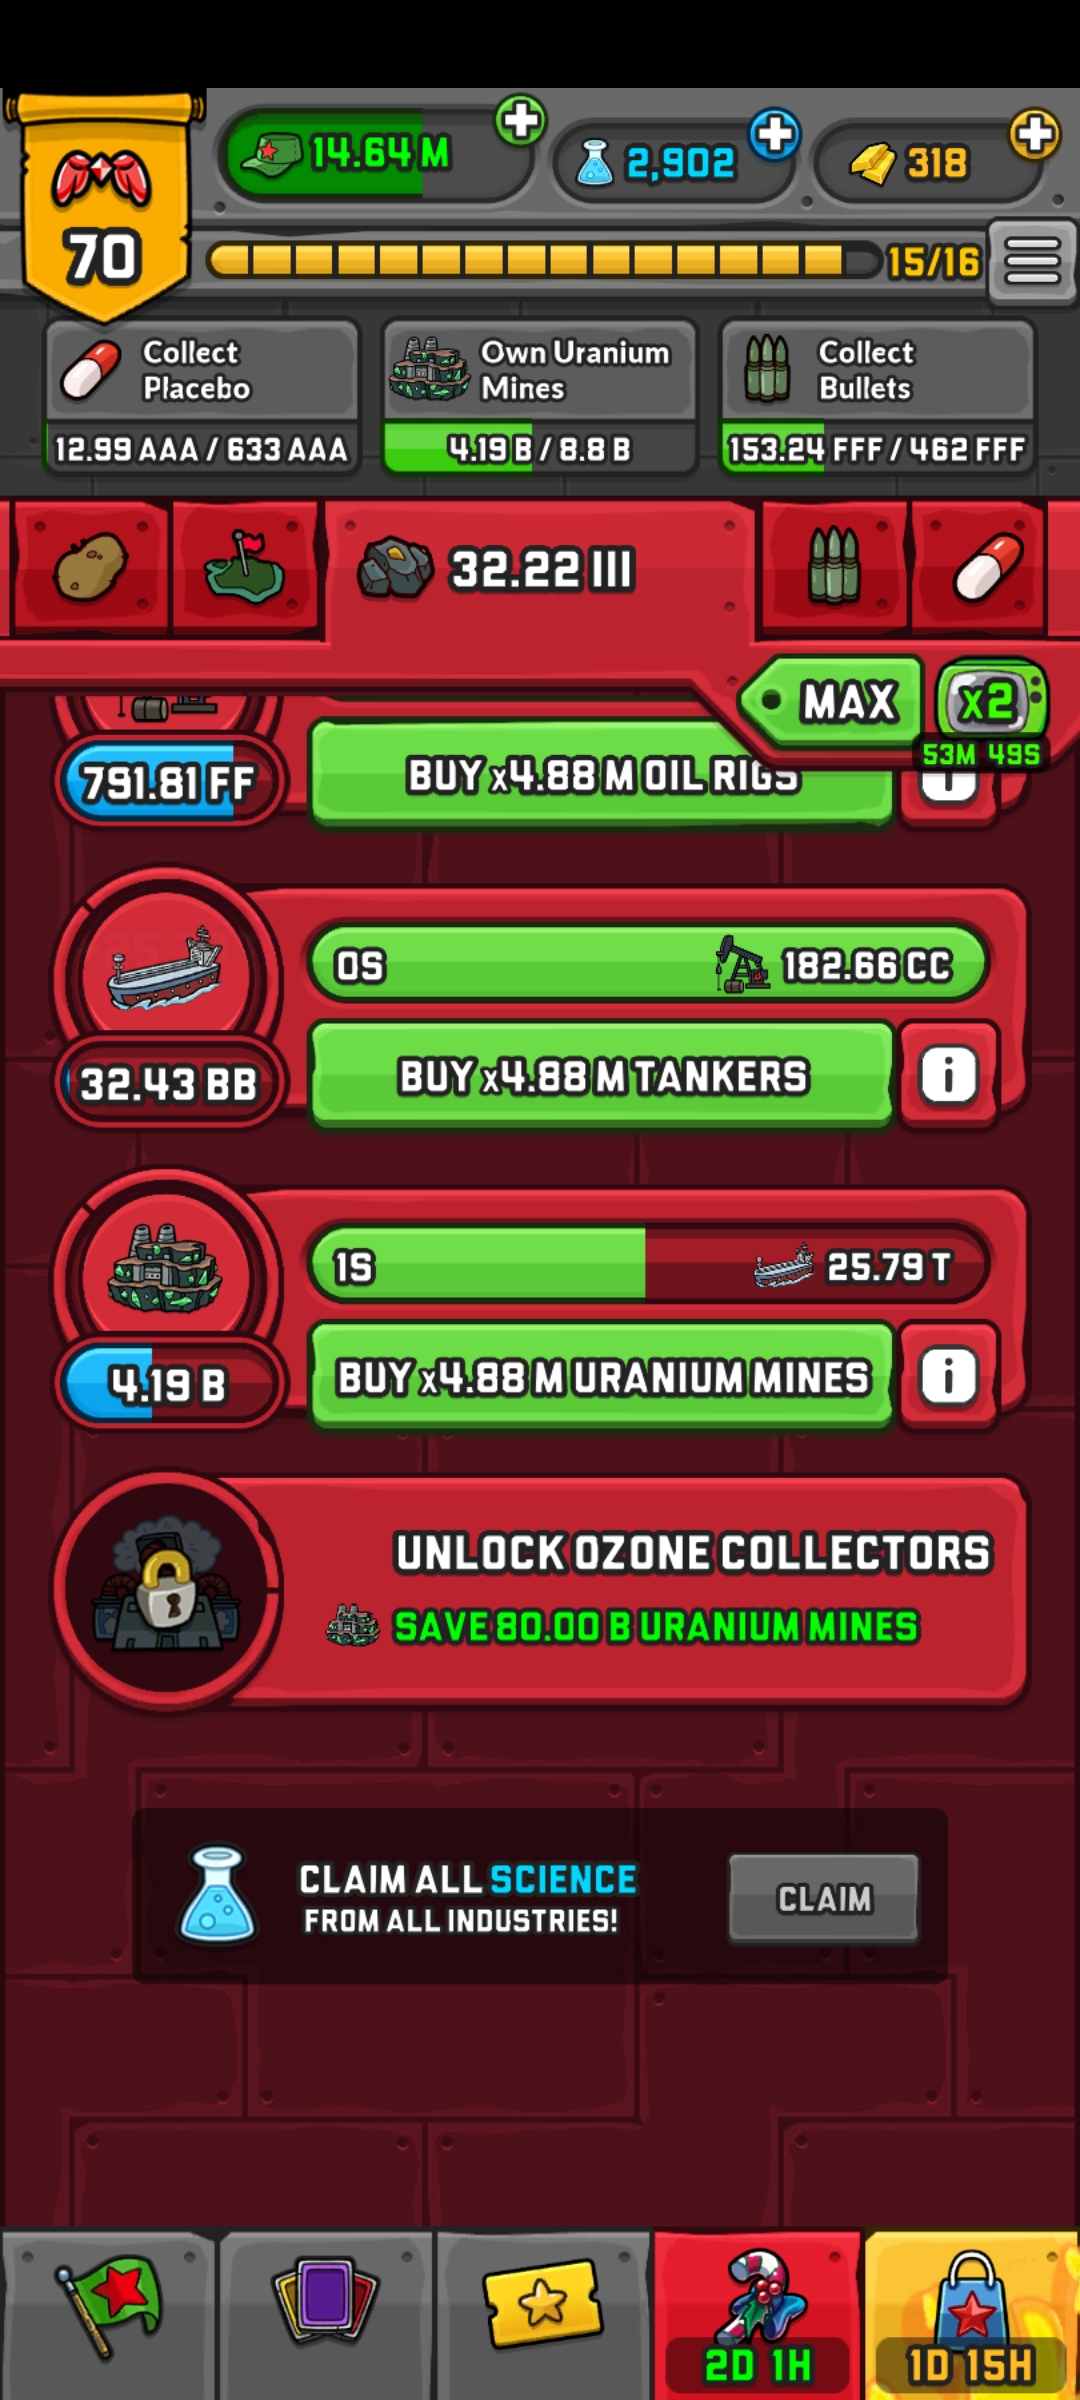 14.64 M
2,902
318
70
15/16
Collect
Placebo
12.99 AAA / 633 AAA
Own Uranium
Mines
4.19 B / 8.8 B
Collect
Bullets
153.24 FFF / 462 FFF
32.22 III
MAX
x2
53M 49S
791.81 FF
BUY x4.88 M OIL RIGS
0S
182.66 CC
32.43 BB
BUY x4.88 M TANKERS
i
1S
25.79 T
4.19 B
BUY x4.88 M URANIUM MINES
i
UNLOCK OZONE COLLECTORS
SAVE 80.00 B URANIUM MINES
CLAIM ALL SCIENCE
FROM ALL INDUSTRIES!
CLAIM
2D 1H
1D 15H